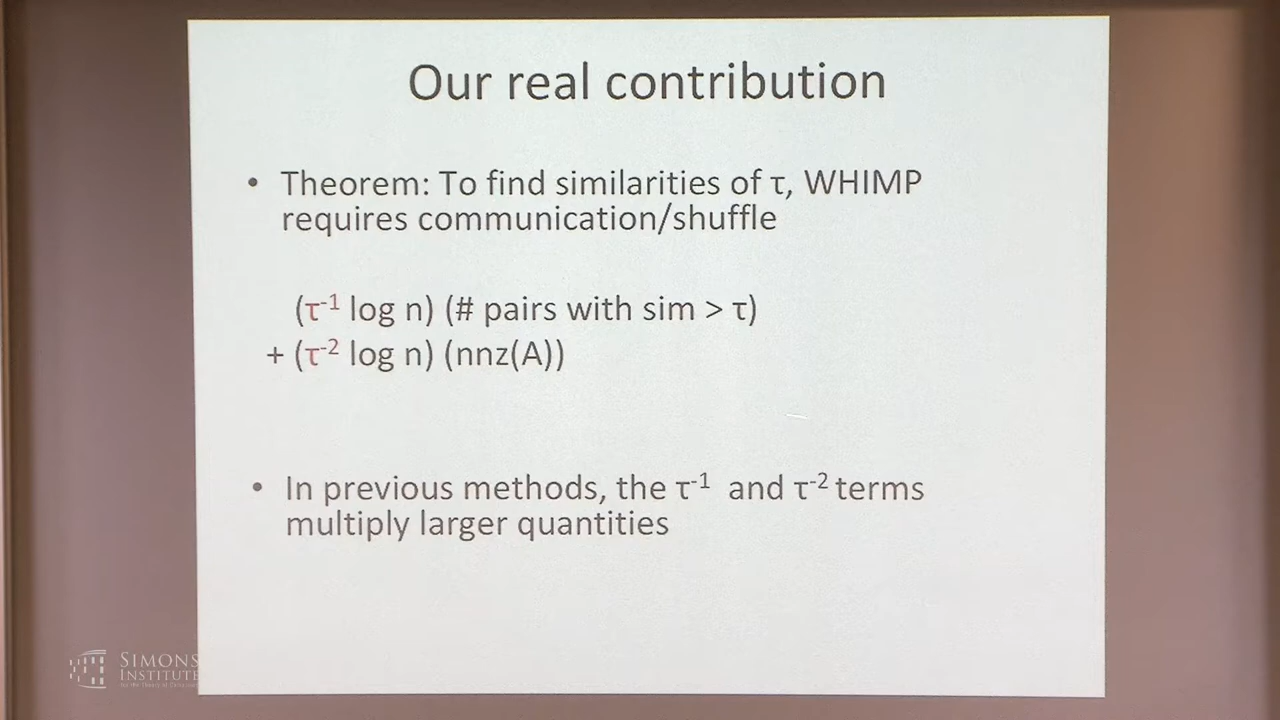 Our real contribution
• Theorem: To find similarities of τ, WHIMP
requires communication/shuffle
(τ⁻¹ log n) (# pairs with sim > τ)
+ (τ⁻² log n) (nnz(A))
• In previous methods, the τ⁻¹ and τ⁻² terms
multiply larger quantities
SIMONS
INSTITUTE